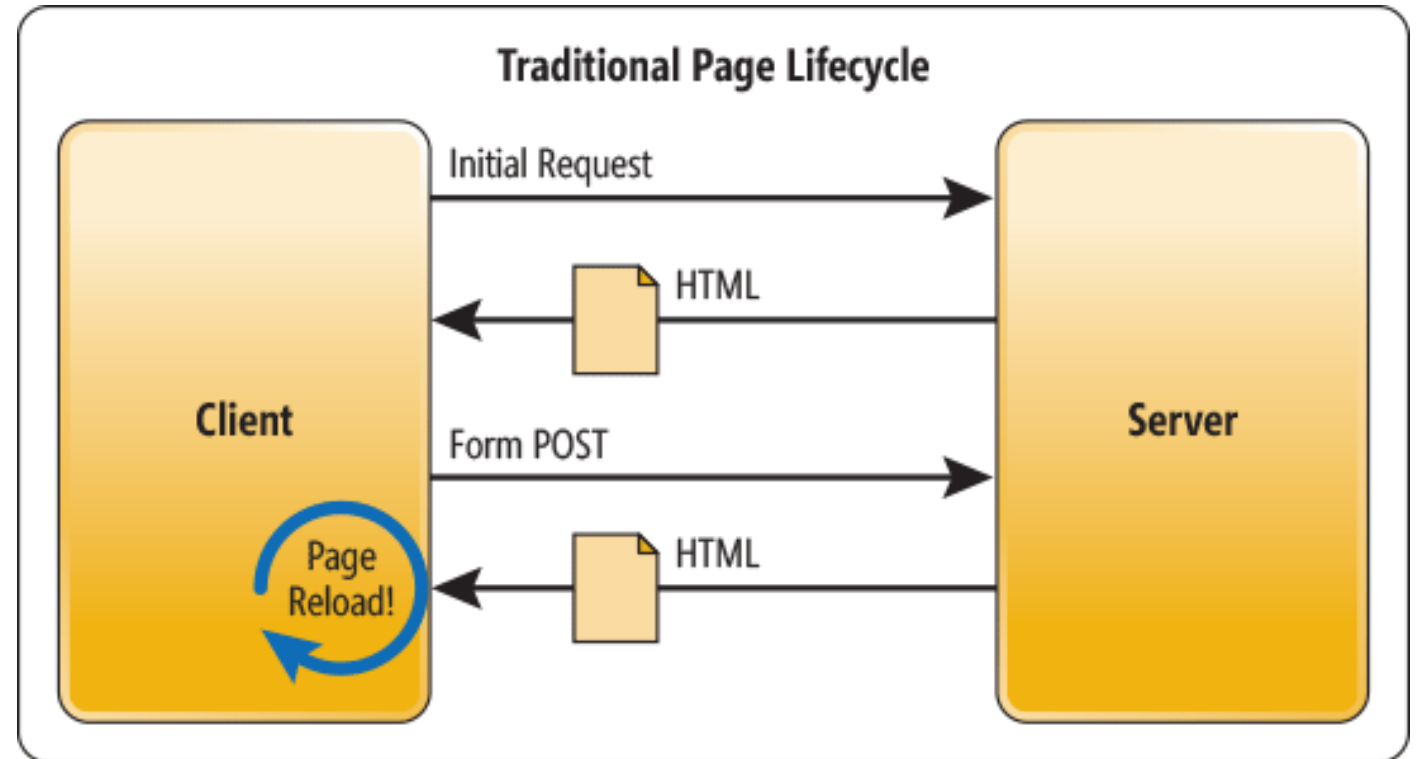 Traditional Page Lifecycle
Initial Request
HTML
Client
Server
Form POST
HTML
Page
Reload!